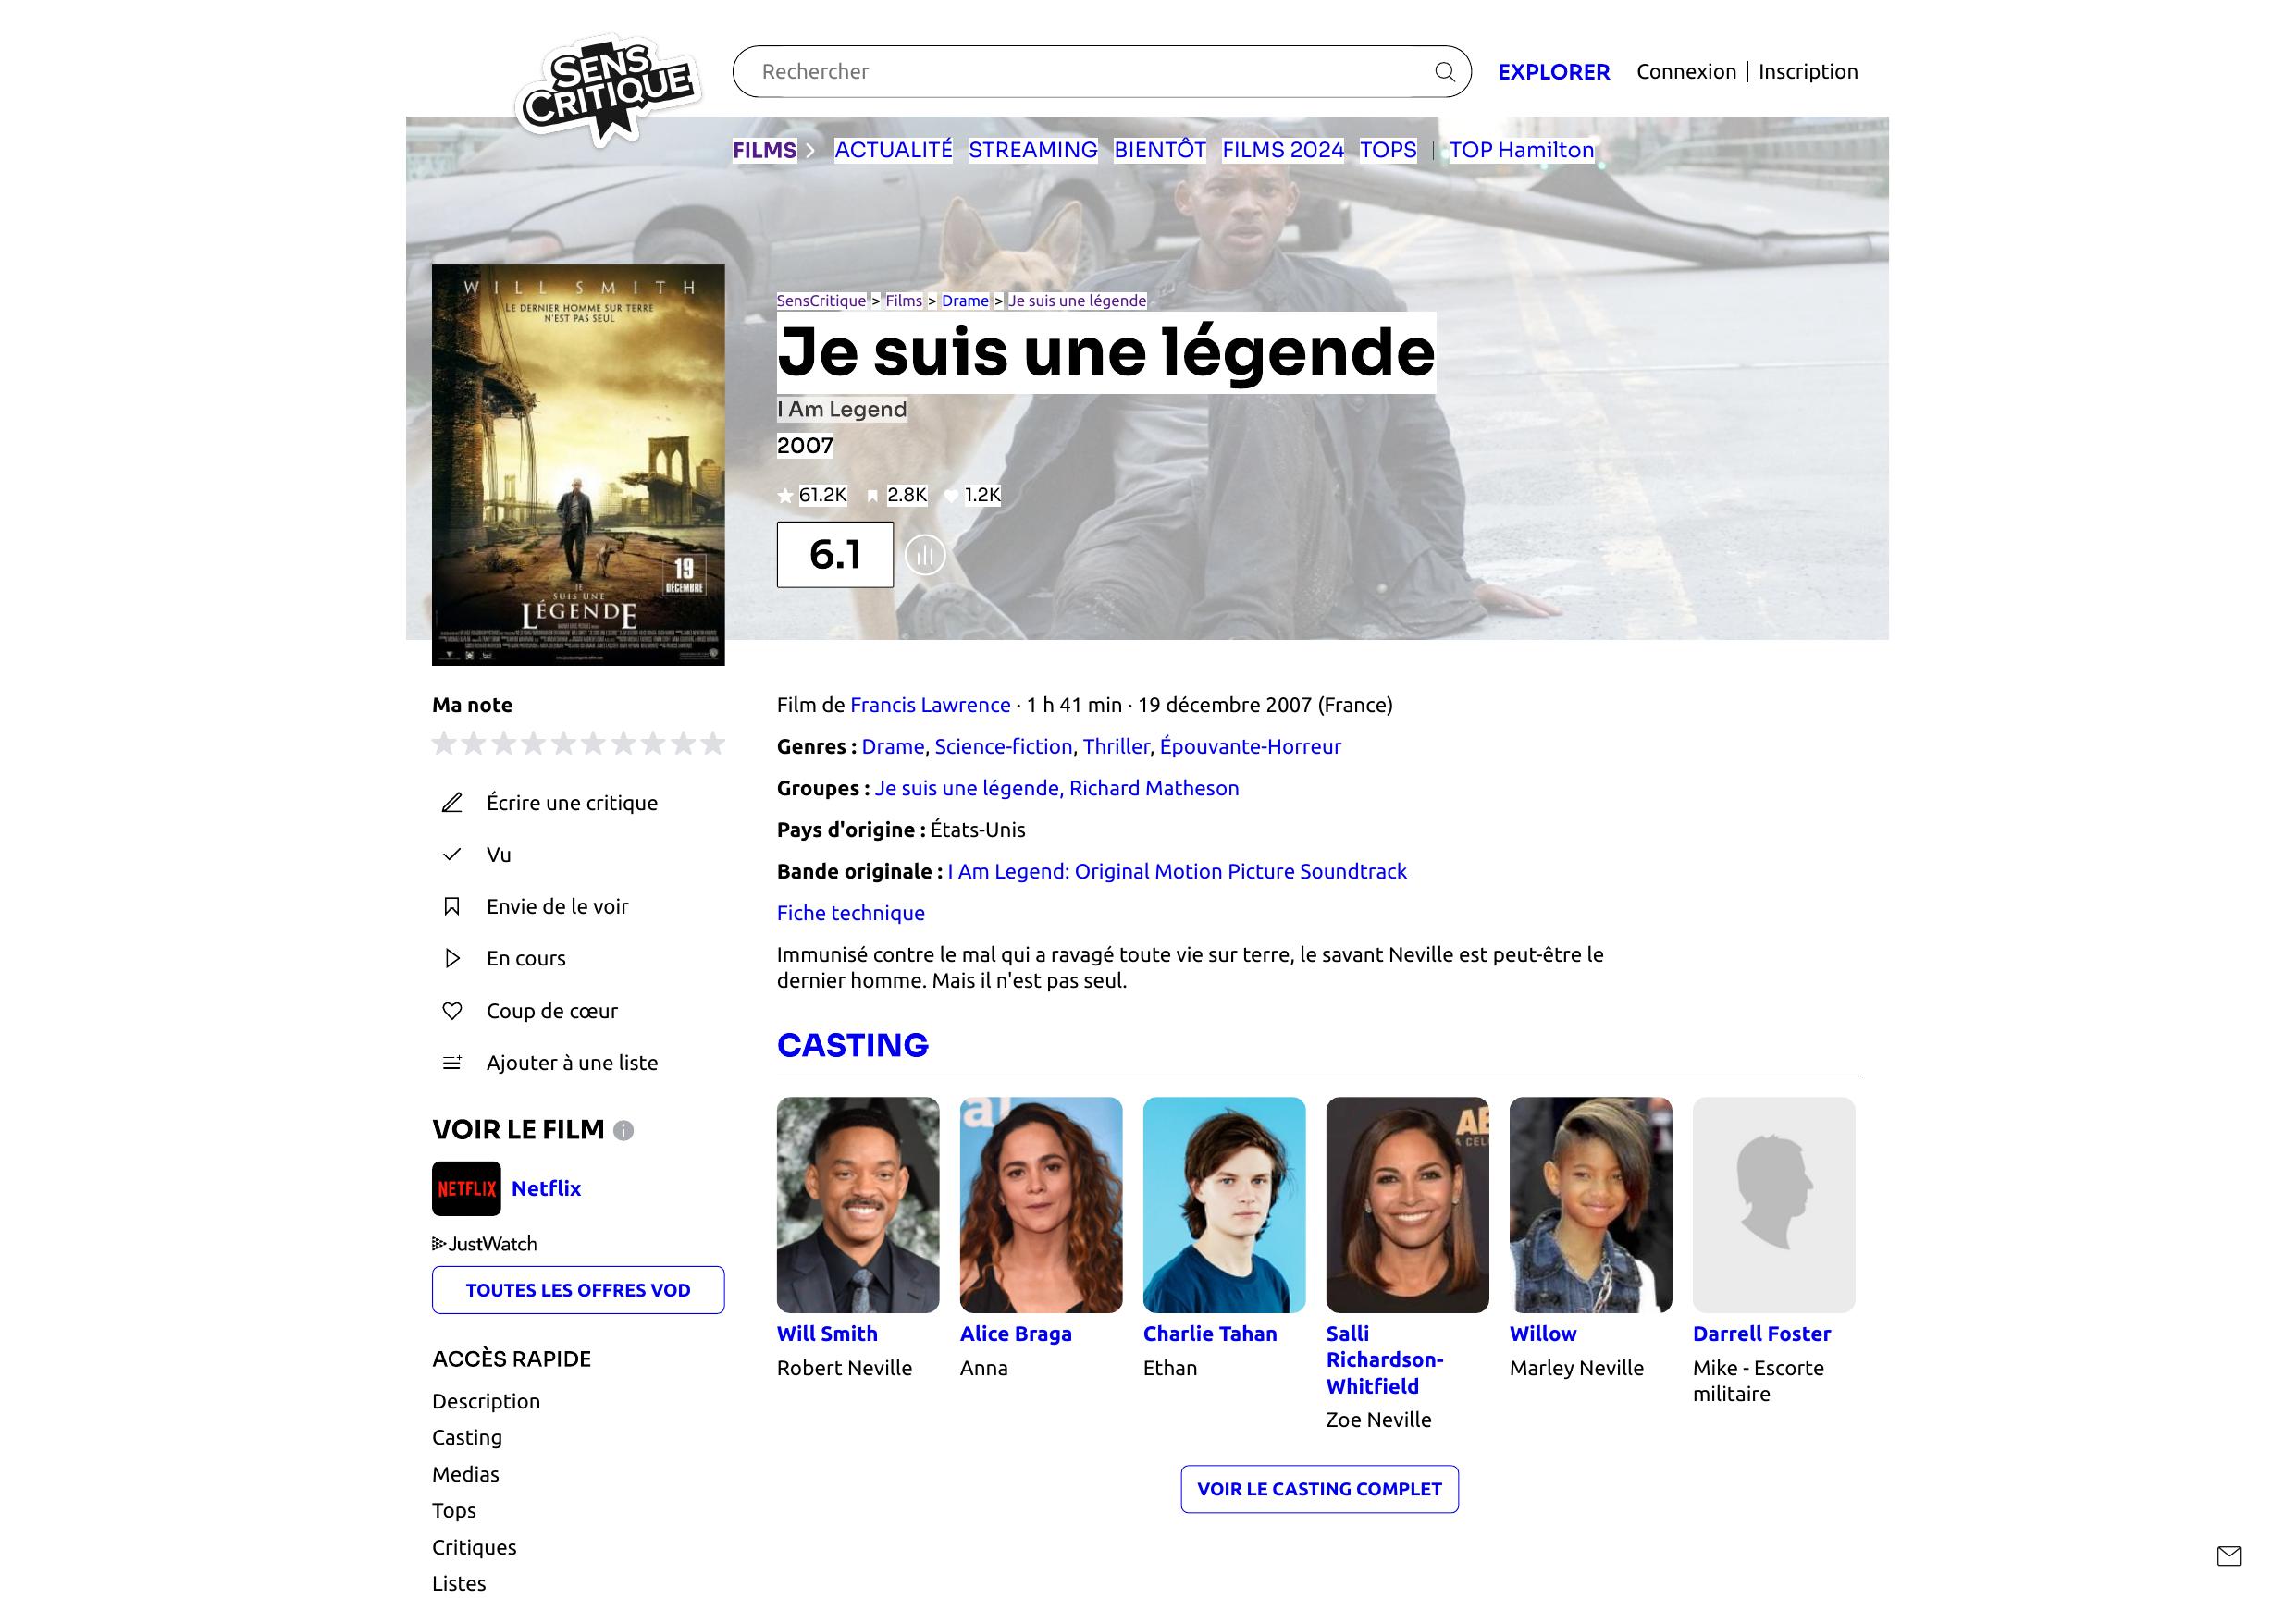 SENS
CRITIQUE
Rechercher
EXPLORER
Connexion | Inscription
FILMS
ACTUALITÉ
STREAMING
BIENTÔT
FILMS 2024
TOPS
|
TOP Hamilton
WILL SMITH
LE DERNIER HOMME SUR TERRE
N'EST PAS SEUL
19
DÉCEMBRE
JE
SUIS UNE
LÉGENDE
SensCritique > Films > Drame > Je suis une légende
Je suis une légende
I Am Legend
2007
61.2K 2.8K 1.2K
6.1
Ma note
Écrire une critique
Vu
Envie de le voir
En cours
Coup de cœur
Ajouter à une liste
VOIR LE FILM
NETFLIX Netflix
JustWatch
TOUTES LES OFFRES VOD
ACCÈS RAPIDE
Description
Casting
Medias
Tops
Critiques
Listes
Film de Francis Lawrence · 1 h 41 min · 19 décembre 2007 (France)
Genres : Drame, Science-fiction, Thriller, Épouvante-Horreur
Groupes : Je suis une légende, Richard Matheson
Pays d'origine : États-Unis
Bande originale : I Am Legend: Original Motion Picture Soundtrack
Fiche technique
Immunisé contre le mal qui a ravagé toute vie sur terre, le savant Neville est peut-être le
dernier homme. Mais il n'est pas seul.
CASTING
Will Smith
Robert Neville
Alice Braga
Anna
Charlie Tahan
Ethan
Salli
Richardson-
Whitfield
Zoe Neville
Willow
Marley Neville
Darrell Foster
Mike - Escorte
militaire
VOIR LE CASTING COMPLET